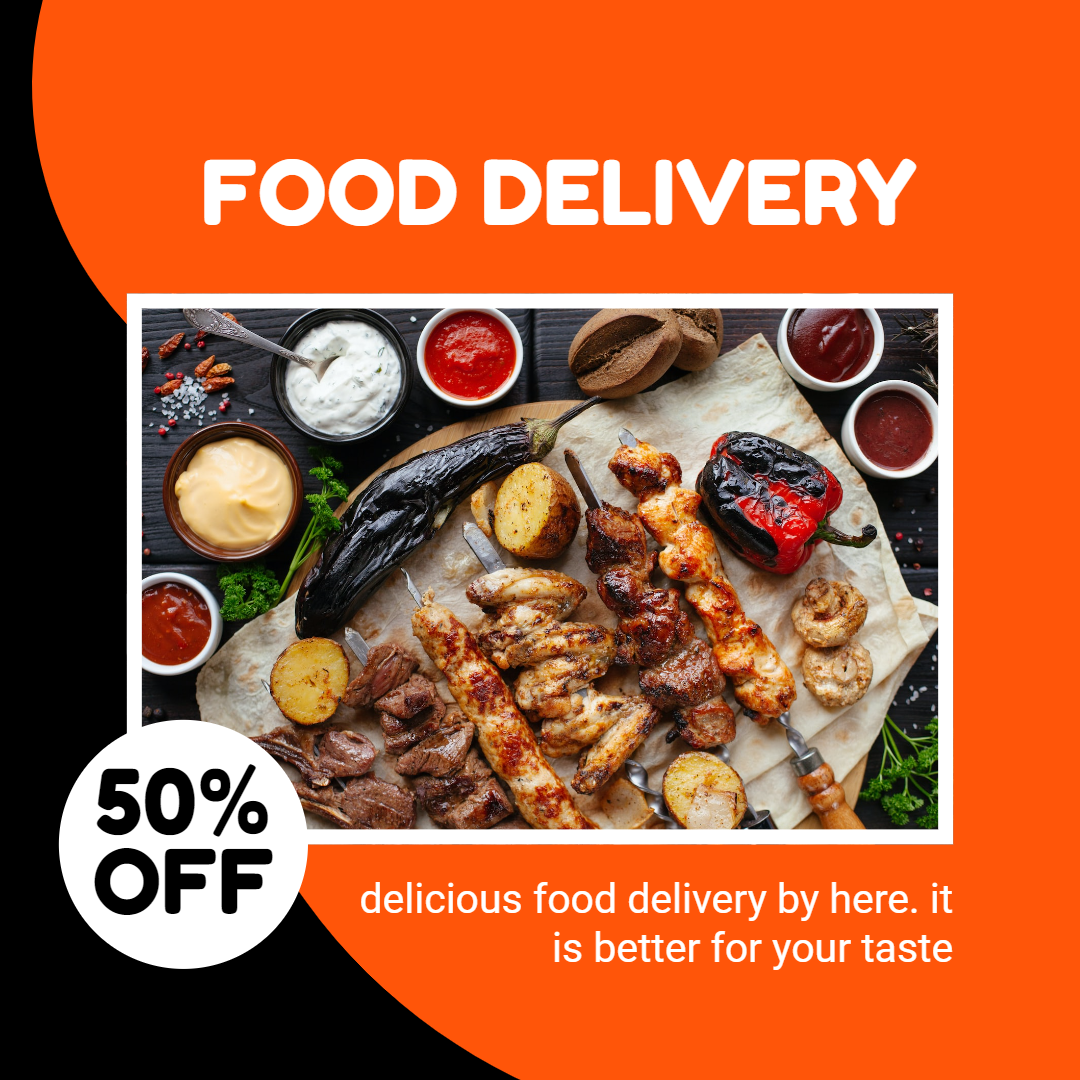 FOOD DELIVERY
50%
OFF
delicious food delivery by here. it
is better for your taste